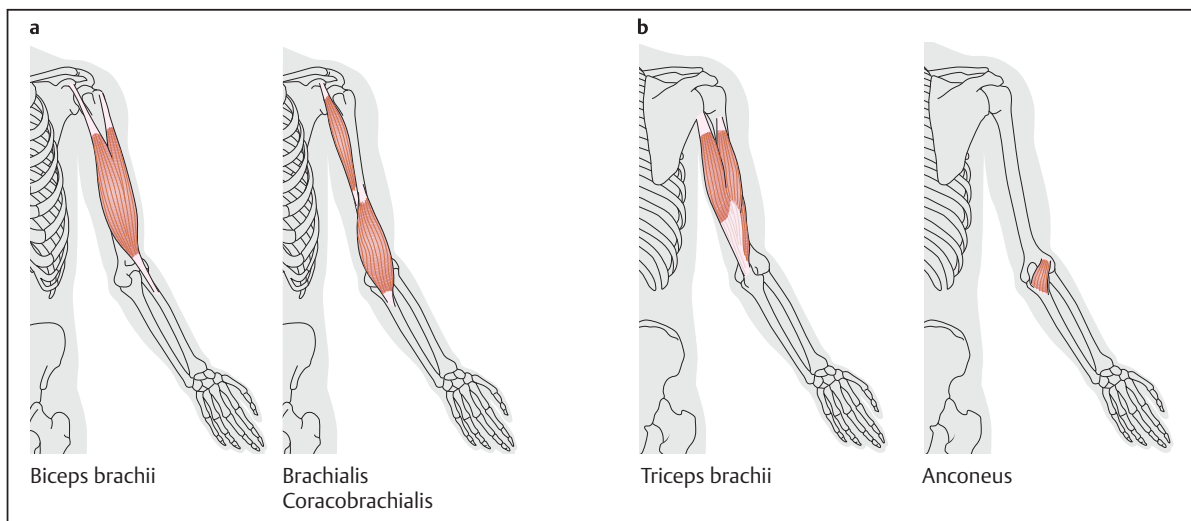 a
b
Biceps brachii
Brachialis
Coracobrachialis
Triceps brachii
Anconeus